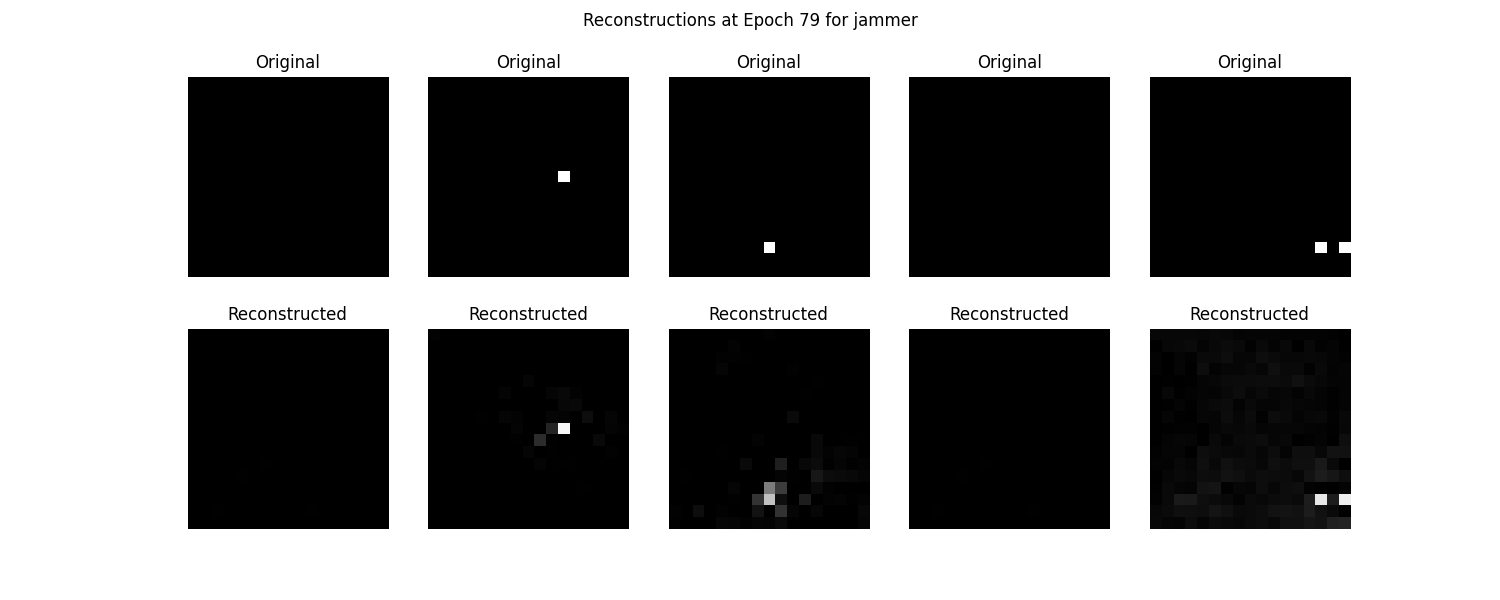 Reconstructions at Epoch 79 for jammer
Original Original Original Original Original
Reconstructed Reconstructed Reconstructed Reconstructed Reconstructed